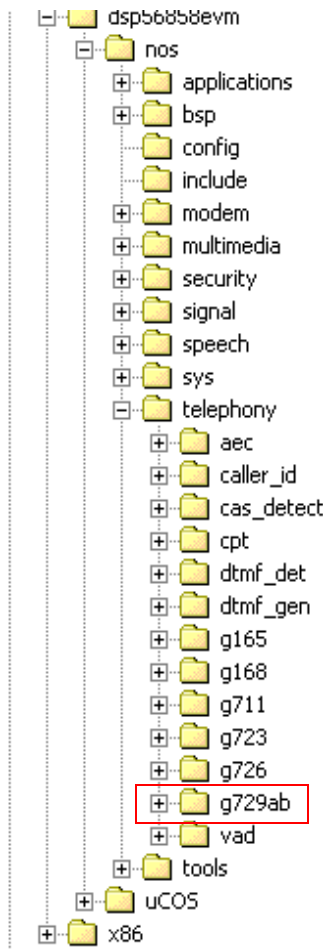 dsp56858evm
nos
applications
bsp
config
include
modem
multimedia
security
signal
speech
sys
telephony
aec
caller_id
cas_detect
cpt
dtmf_det
dtmf_gen
g165
g168
g711
g723
g726
g729ab
vad
tools
uCOS
x86